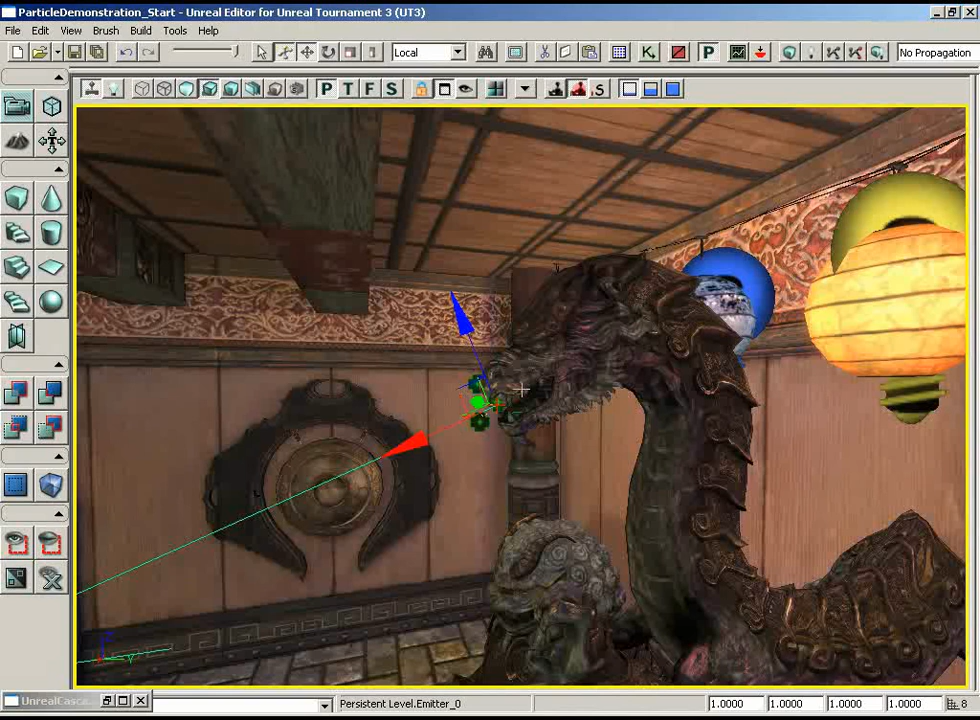 ParticleDemonstration_Start - Unreal Editor for Unreal Tournament 3 (UT3)
File Edit View Brush Build Tools Help
Local
P
No Propagation
P T F S
.S
UnrealCasca
Persistent Level.Emitter_0
1.0000 1.0000 1.0000 1.0000
8